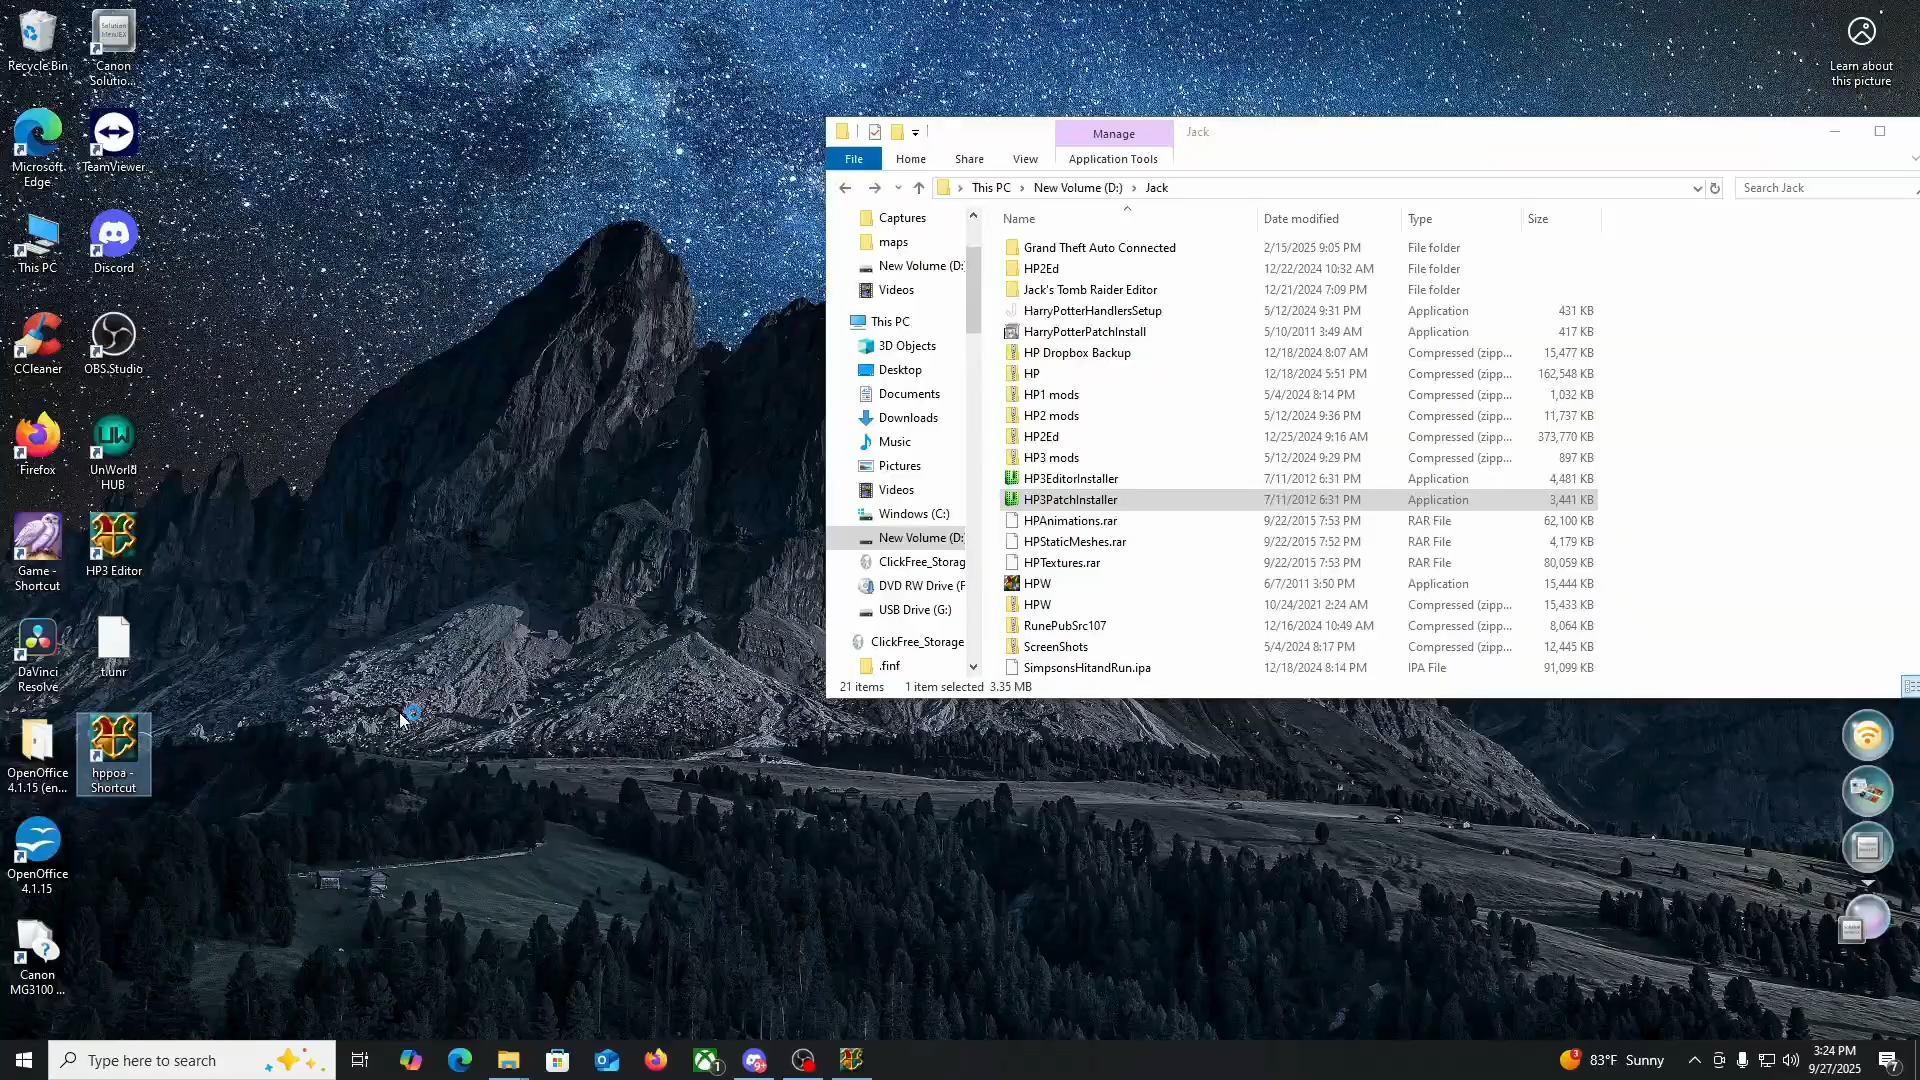 Recycle Bin
Canon
Solutio...
Microsoft
Edge
TeamViewer
This PC
Discord
CCleaner
OBS Studio
Firefox
UnWorld
HUB
Game -
Shortcut
HP3 Editor
DaVinci
Resolve
t.unr
OpenOffice
4.1.15 (en...
hppoa -
Shortcut
OpenOffice
4.1.15
Canon
MG3100 ...
Learn about
this picture
Manage
Jack
File
Home
Share
View
Application Tools
This PC
New Volume (D:)
Jack
Search Jack
Captures
maps
New Volume (D:
Videos
This PC
3D Objects
Desktop
Documents
Downloads
Music
Pictures
Videos
Windows (C:)
New Volume (D:
ClickFree_Storag
DVD RW Drive (F
USB Drive (G:)
ClickFree_Storage
.finf
Name Date modified Type Size
Grand Theft Auto Connected 2/15/2025 9:05 PM File folder
HP2Ed 12/22/2024 10:32 AM File folder
Jack's Tomb Raider Editor 12/21/2024 7:09 PM File folder
HarryPotterHandlersSetup 5/12/2024 9:31 PM Application 431 KB
HarryPotterPatchInstall 5/10/2011 3:49 AM Application 417 KB
HP Dropbox Backup 12/18/2024 8:07 AM Compressed (zipp... 15,477 KB
HP 12/18/2024 5:51 PM Compressed (zipp... 162,548 KB
HP1 mods 5/4/2024 8:14 PM Compressed (zipp... 1,032 KB
HP2 mods 5/12/2024 9:36 PM Compressed (zipp... 11,737 KB
HP2Ed 12/25/2024 9:16 AM Compressed (zipp... 373,770 KB
HP3 mods 5/12/2024 9:29 PM Compressed (zipp... 897 KB
HP3EditorInstaller 7/11/2012 6:31 PM Application 4,481 KB
HP3PatchInstaller 7/11/2012 6:31 PM Application 3,441 KB
HPAnimations.rar 9/22/2015 7:53 PM RAR File 62,100 KB
HPStaticMeshes.rar 9/22/2015 7:52 PM RAR File 4,179 KB
HPTextures.rar 9/22/2015 7:53 PM RAR File 80,059 KB
HPW 6/7/2011 3:50 PM Application 15,444 KB
HPW 10/24/2021 2:24 AM Compressed (zipp... 15,433 KB
RunePubSrc107 12/16/2024 10:49 AM Compressed (zipp... 8,064 KB
ScreenShots 5/4/2024 8:17 PM Compressed (zipp... 12,445 KB
SimpsonsHitandRun.ipa 12/18/2024 8:14 PM IPA File 91,099 KB
21 items 1 item selected 3.35 MB
Type here to search
83°F Sunny
3:24 PM
9/27/2025